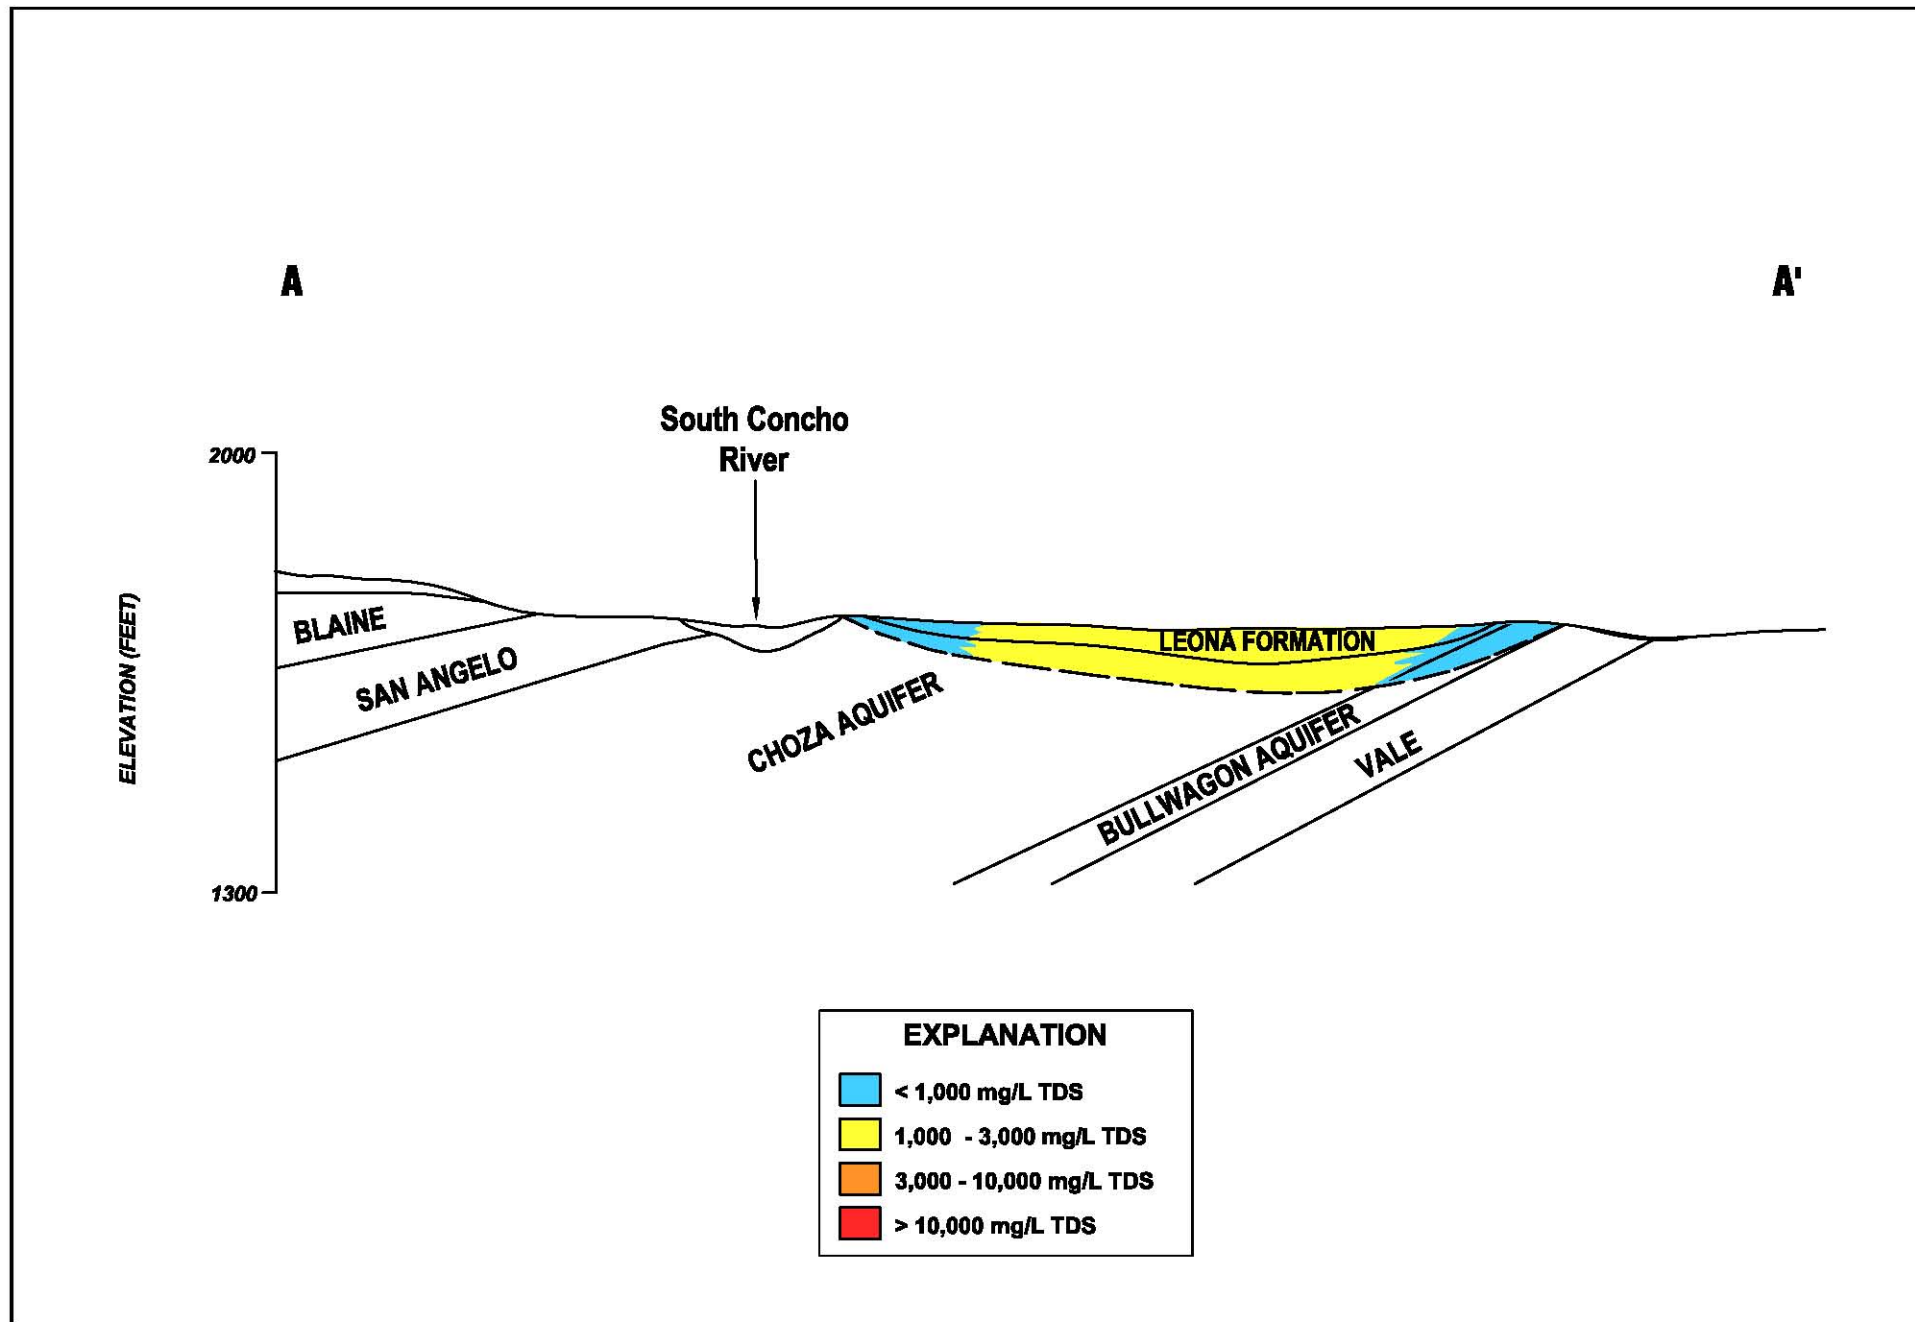 A
A'
South Concho
River
2000
ELEVATION (FEET)
BLAINE
SAN ANGELO
LEONA FORMATION
CHOZA AQUIFER
BULLWAGON AQUIFER
VALE
1300
EXPLANATION
< 1,000 mg/L TDS
1,000 - 3,000 mg/L TDS
3,000 - 10,000 mg/L TDS
> 10,000 mg/L TDS